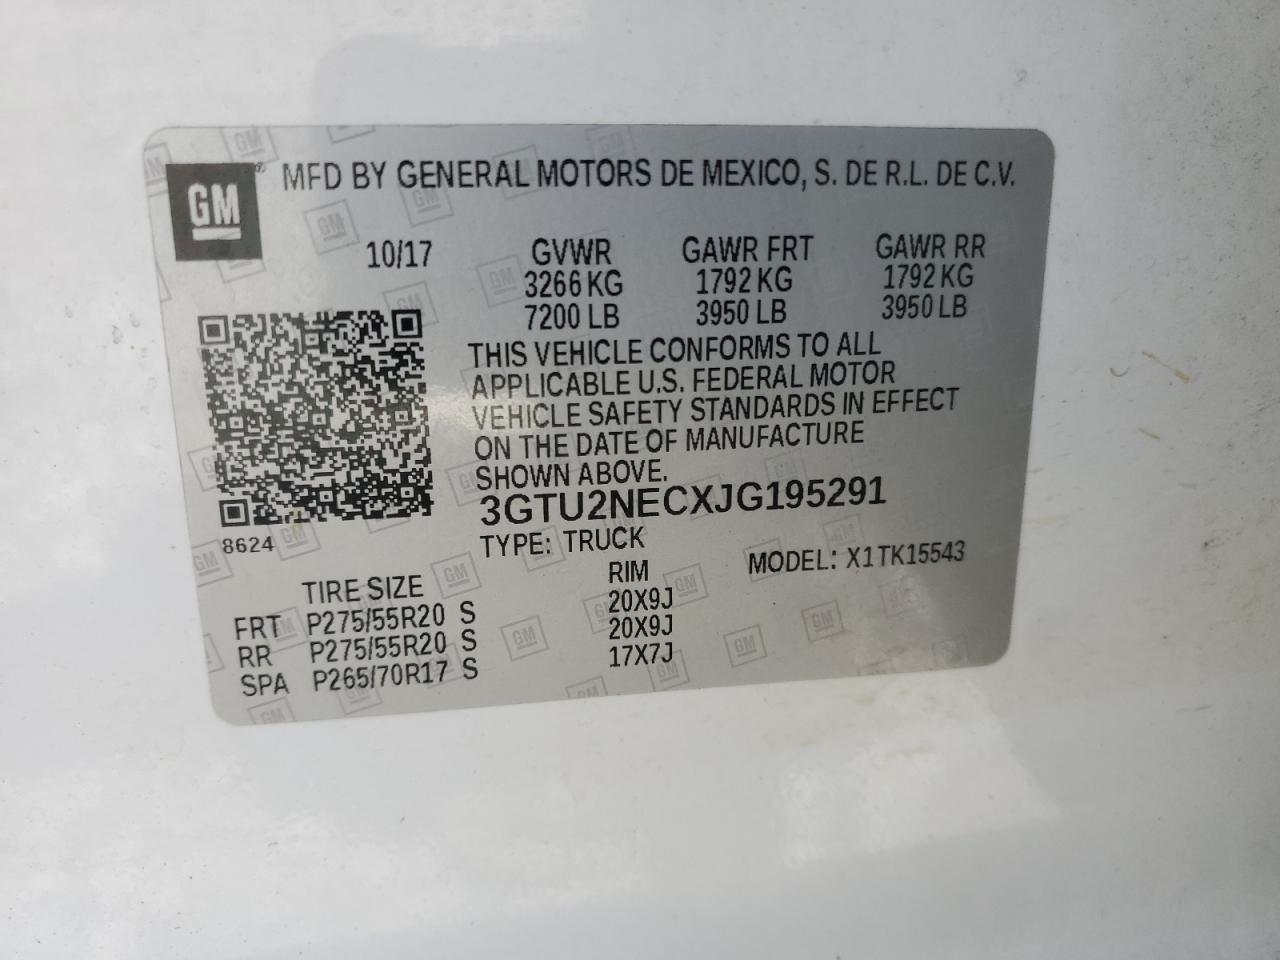 GM
MFD BY GENERAL MOTORS DE MEXICO, S. DE R.L. DE C.V.
10/17 GVWR GAWR FRT GAWR RR
3266 KG 1792 KG 1792 KG
7200 LB 3950 LB 3950 LB
THIS VEHICLE CONFORMS TO ALL
APPLICABLE U.S. FEDERAL MOTOR
VEHICLE SAFETY STANDARDS IN EFFECT
ON THE DATE OF MANUFACTURE
SHOWN ABOVE.
3GTU2NECXJG195291
8624
TYPE: TRUCK MODEL: X1TK15543
TIRE SIZE RIM
FRT P275/55R20 S 20X9J
RR P275/55R20 S 20X9J
SPA P265/70R17 S 17X7J